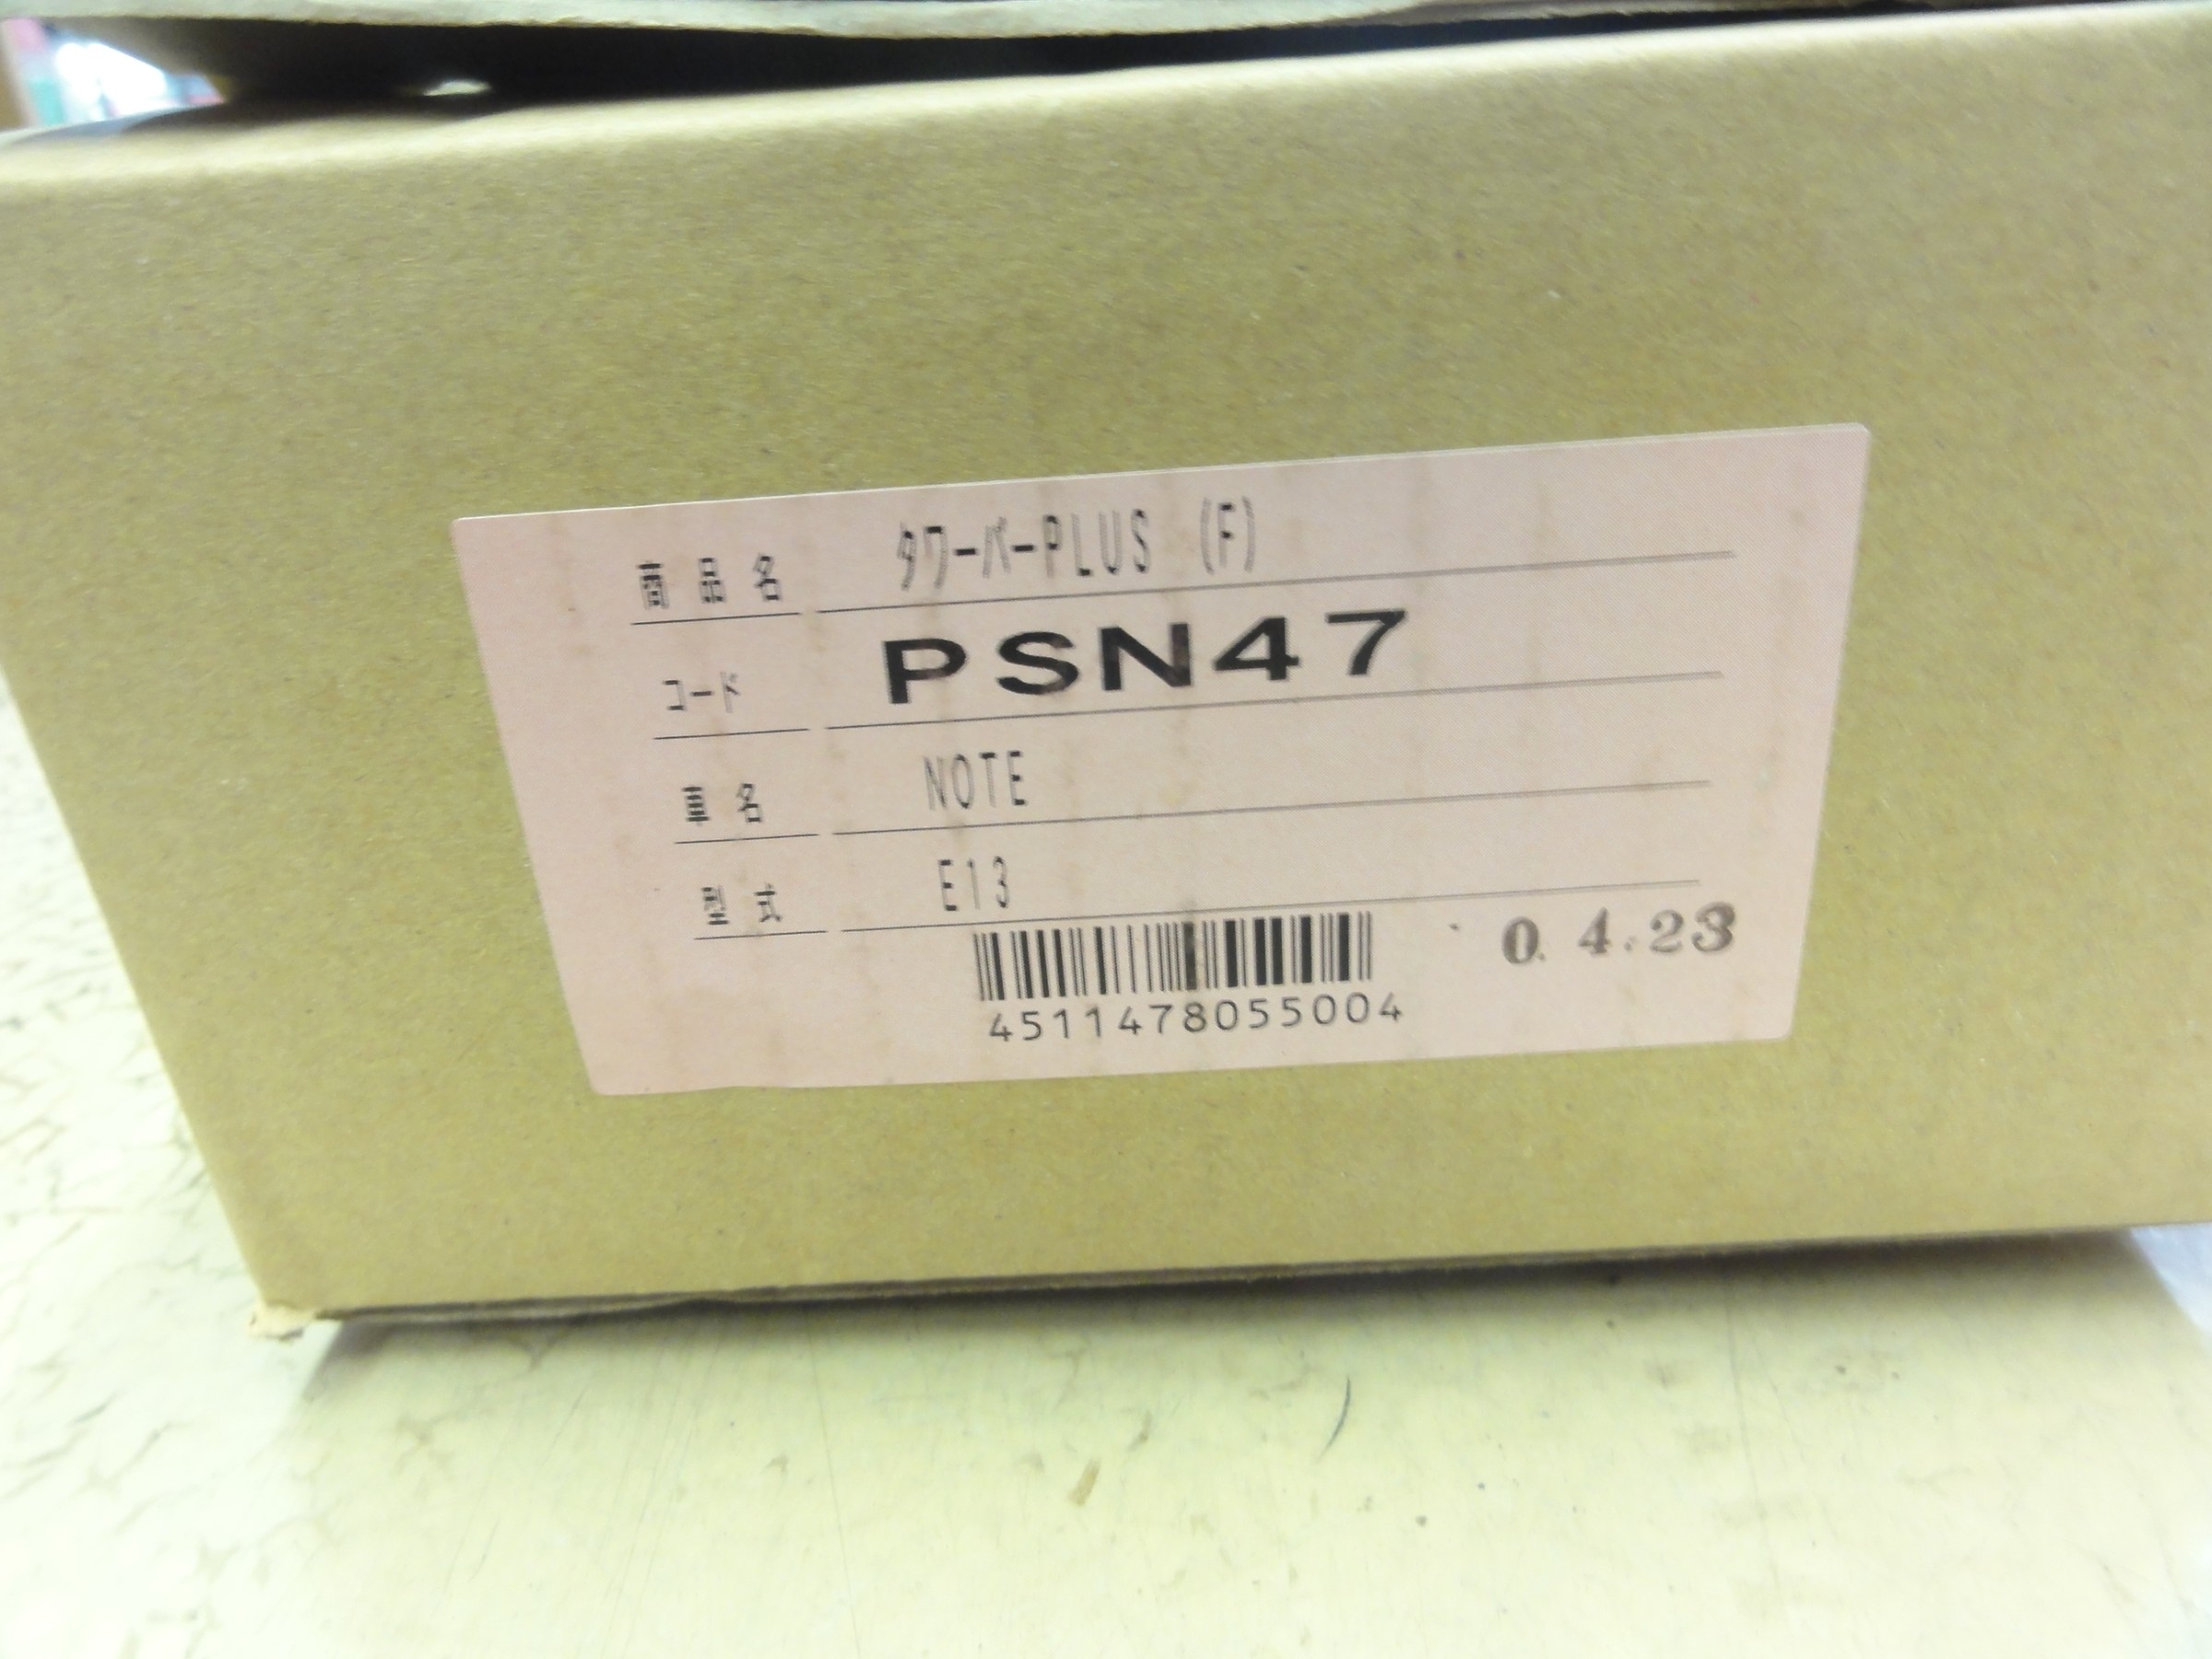 商品名 タワーバーPLUS (F)
コード PSN47
車名 NOTE
型式 E13
0. 4. 23
4511478055004